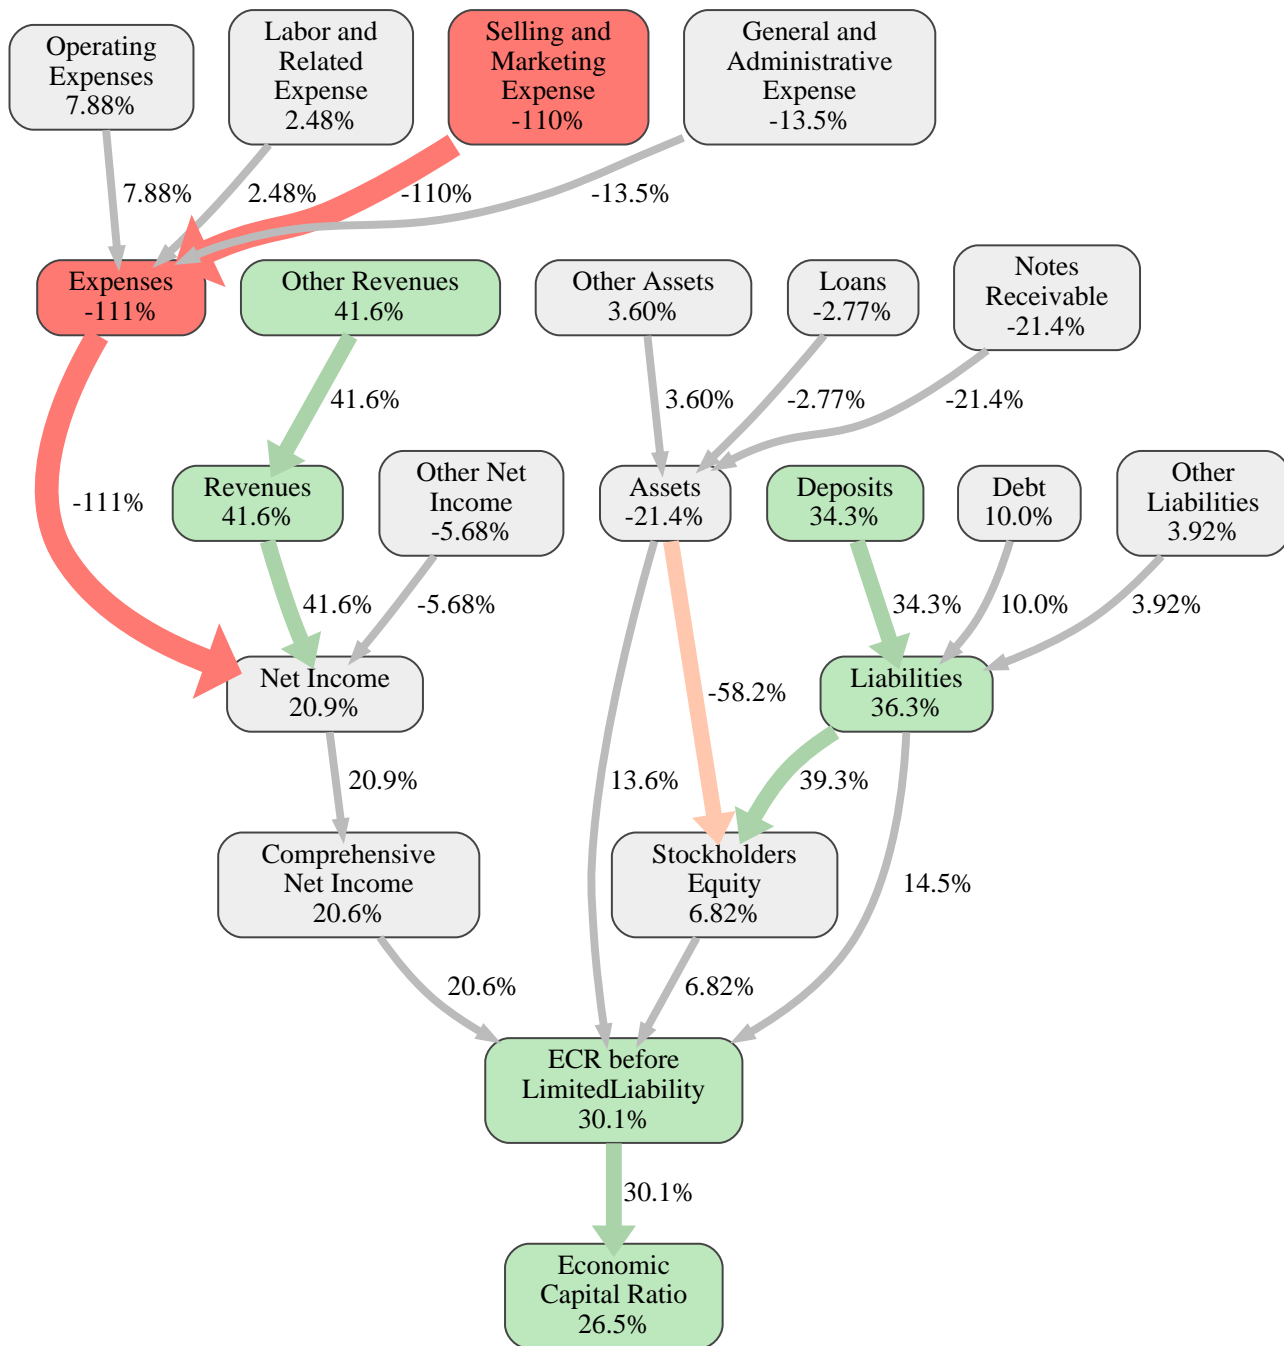 Operating
Expenses
7.88%
Labor and
Related
Expense
2.48%
Selling and
Marketing
Expense
-110%
General and
Administrative
Expense
-13.5%
7.88%
2.48%
-110%
-13.5%
Expenses
-111%
Other Revenues
41.6%
Other Assets
3.60%
Loans
-2.77%
Notes
Receivable
-21.4%
41.6%
3.60%
-2.77%
-21.4%
-111%
Revenues
41.6%
Other Net
Income
-5.68%
Assets
-21.4%
Deposits
34.3%
Debt
10.0%
Other
Liabilities
3.92%
41.6%
-5.68%
34.3%
10.0%
3.92%
Net Income
20.9%
-58.2%
Liabilities
36.3%
20.9%
13.6%
39.3%
Comprehensive
Net Income
20.6%
Stockholders
Equity
6.82%
14.5%
20.6%
6.82%
ECR before
LimitedLiability
30.1%
30.1%
Economic
Capital Ratio
26.5%